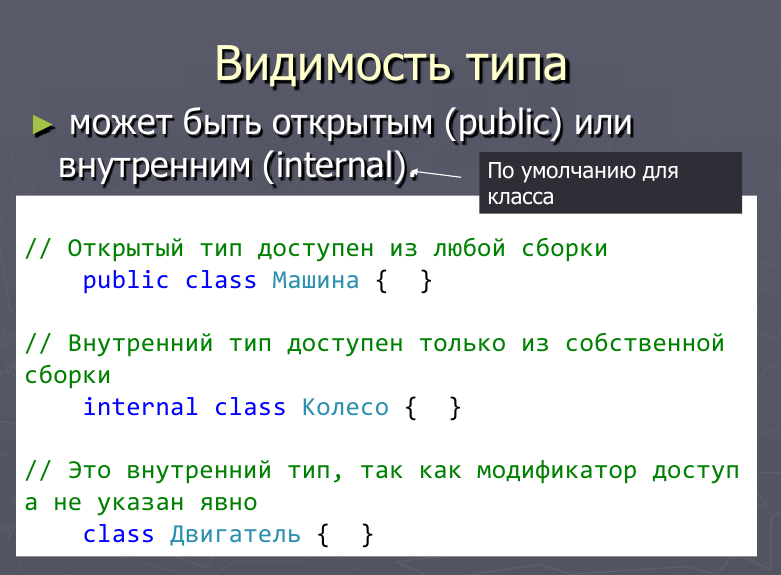 Видимость типа
► может быть открытым (public) или
внутренним (internal).
По умолчанию для
класса
// Открытый тип доступен из любой сборки
public class Машина { }
// Внутренний тип доступен только из собственной
сборки
internal class Колесо { }
// Это внутренний тип, так как модификатор доступ
а не указан явно
class Двигатель { }